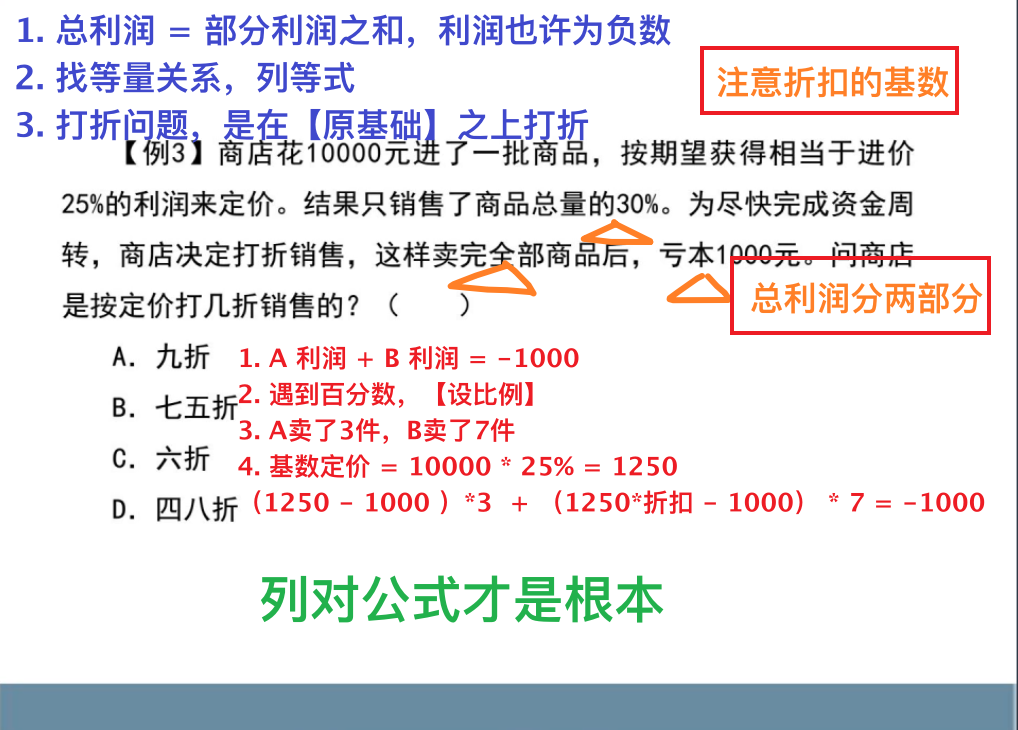 1. 总利润 = 部分利润之和，利润也许为负数
2. 找等量关系，列等式
3. 打折问题，是在【原基础】之上打折
注意折扣的基数
【例3】商店花10000元进了一批商品，按期望获得相当于进价
25%的利润来定价。结果只销售了商品总量的30%。为尽快完成资金周
转，商店决定打折销售，这样卖完全部商品后，亏本1000元。问商店
是按定价打几折销售的？（　　）
总利润分两部分
A. 九折
1. A 利润 + B 利润 = -1000
2. 遇到百分数，【设比例】
B. 七五折
3. A卖了3件，B卖了7件
C. 六折
4. 基数定价 = 10000 * 25% = 1250
D. 四八折
（1250 - 1000 ）*3 + （1250*折扣 - 1000） * 7 = -1000
列对公式才是根本